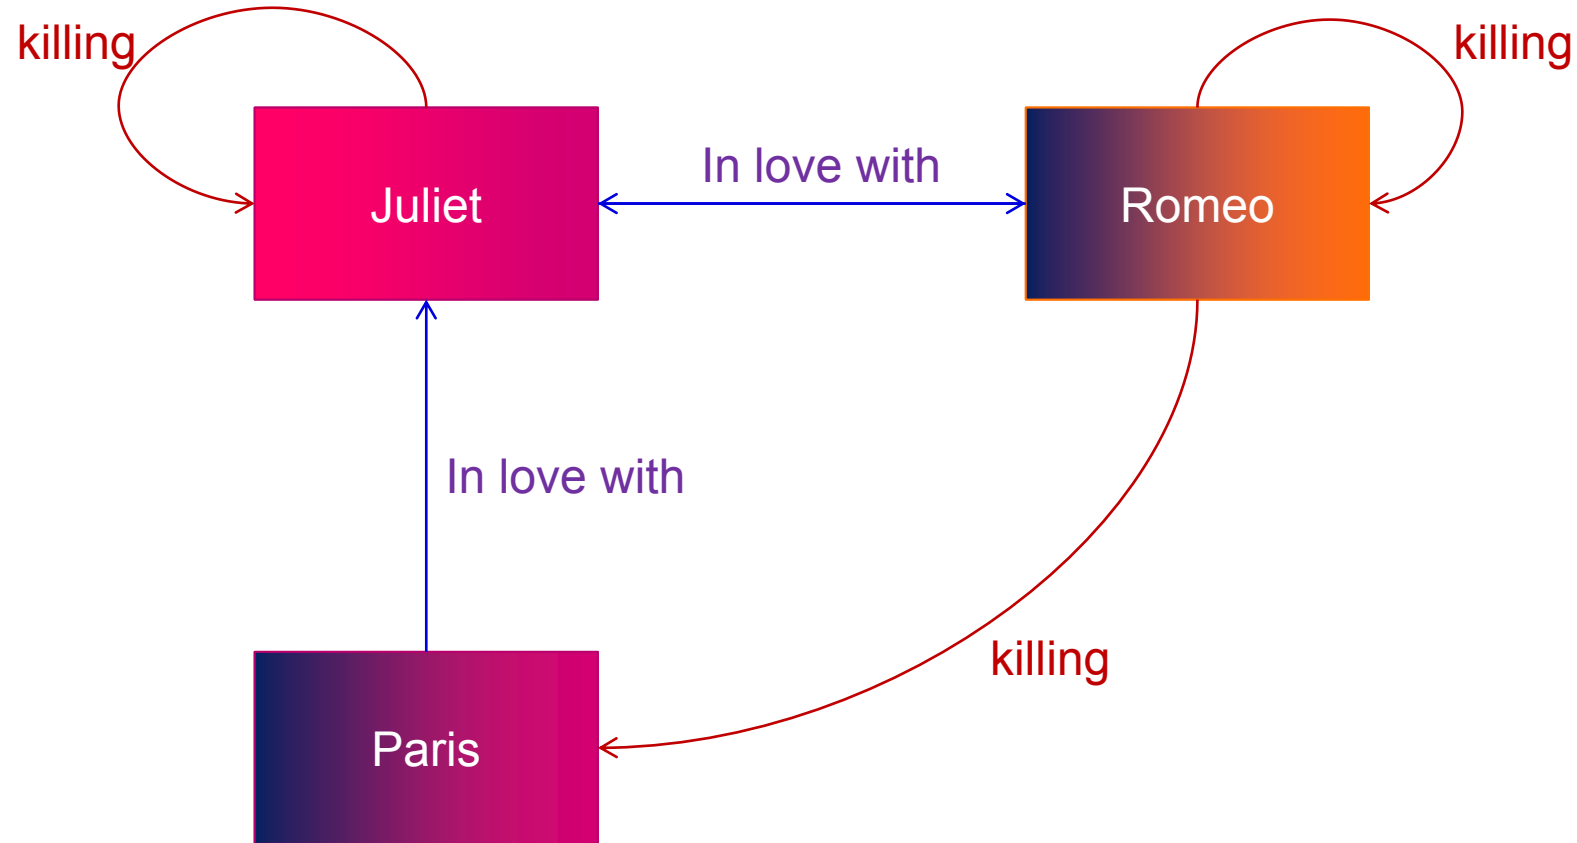 killing
killing
In love with
Juliet
Romeo
In love with
killing
Paris